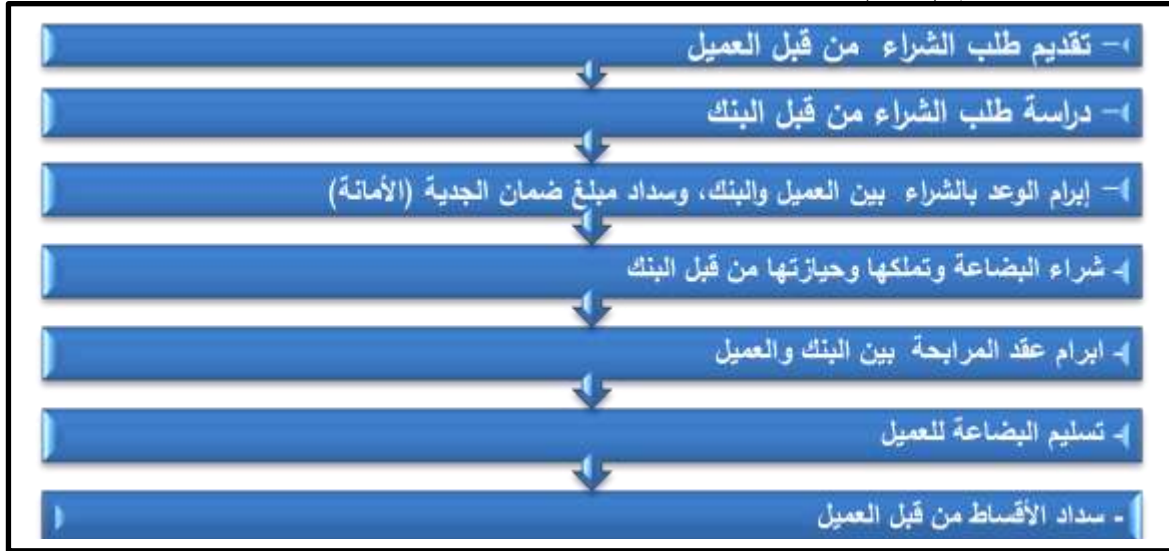 - تقديم طلب الشراء من قبل العميل
- دراسة طلب الشراء من قبل البنك
- إبرام الوعد بالشراء بين العميل والبنك، وسداد مبلغ ضمان الجدية (الأمانة)
- شراء البضاعة وتملكها وحيازتها من قبل البنك
- ابرام عقد المرابحة بين البنك والعميل
- تسليم البضاعة للعميل
- سداد الأقساط من قبل العميل